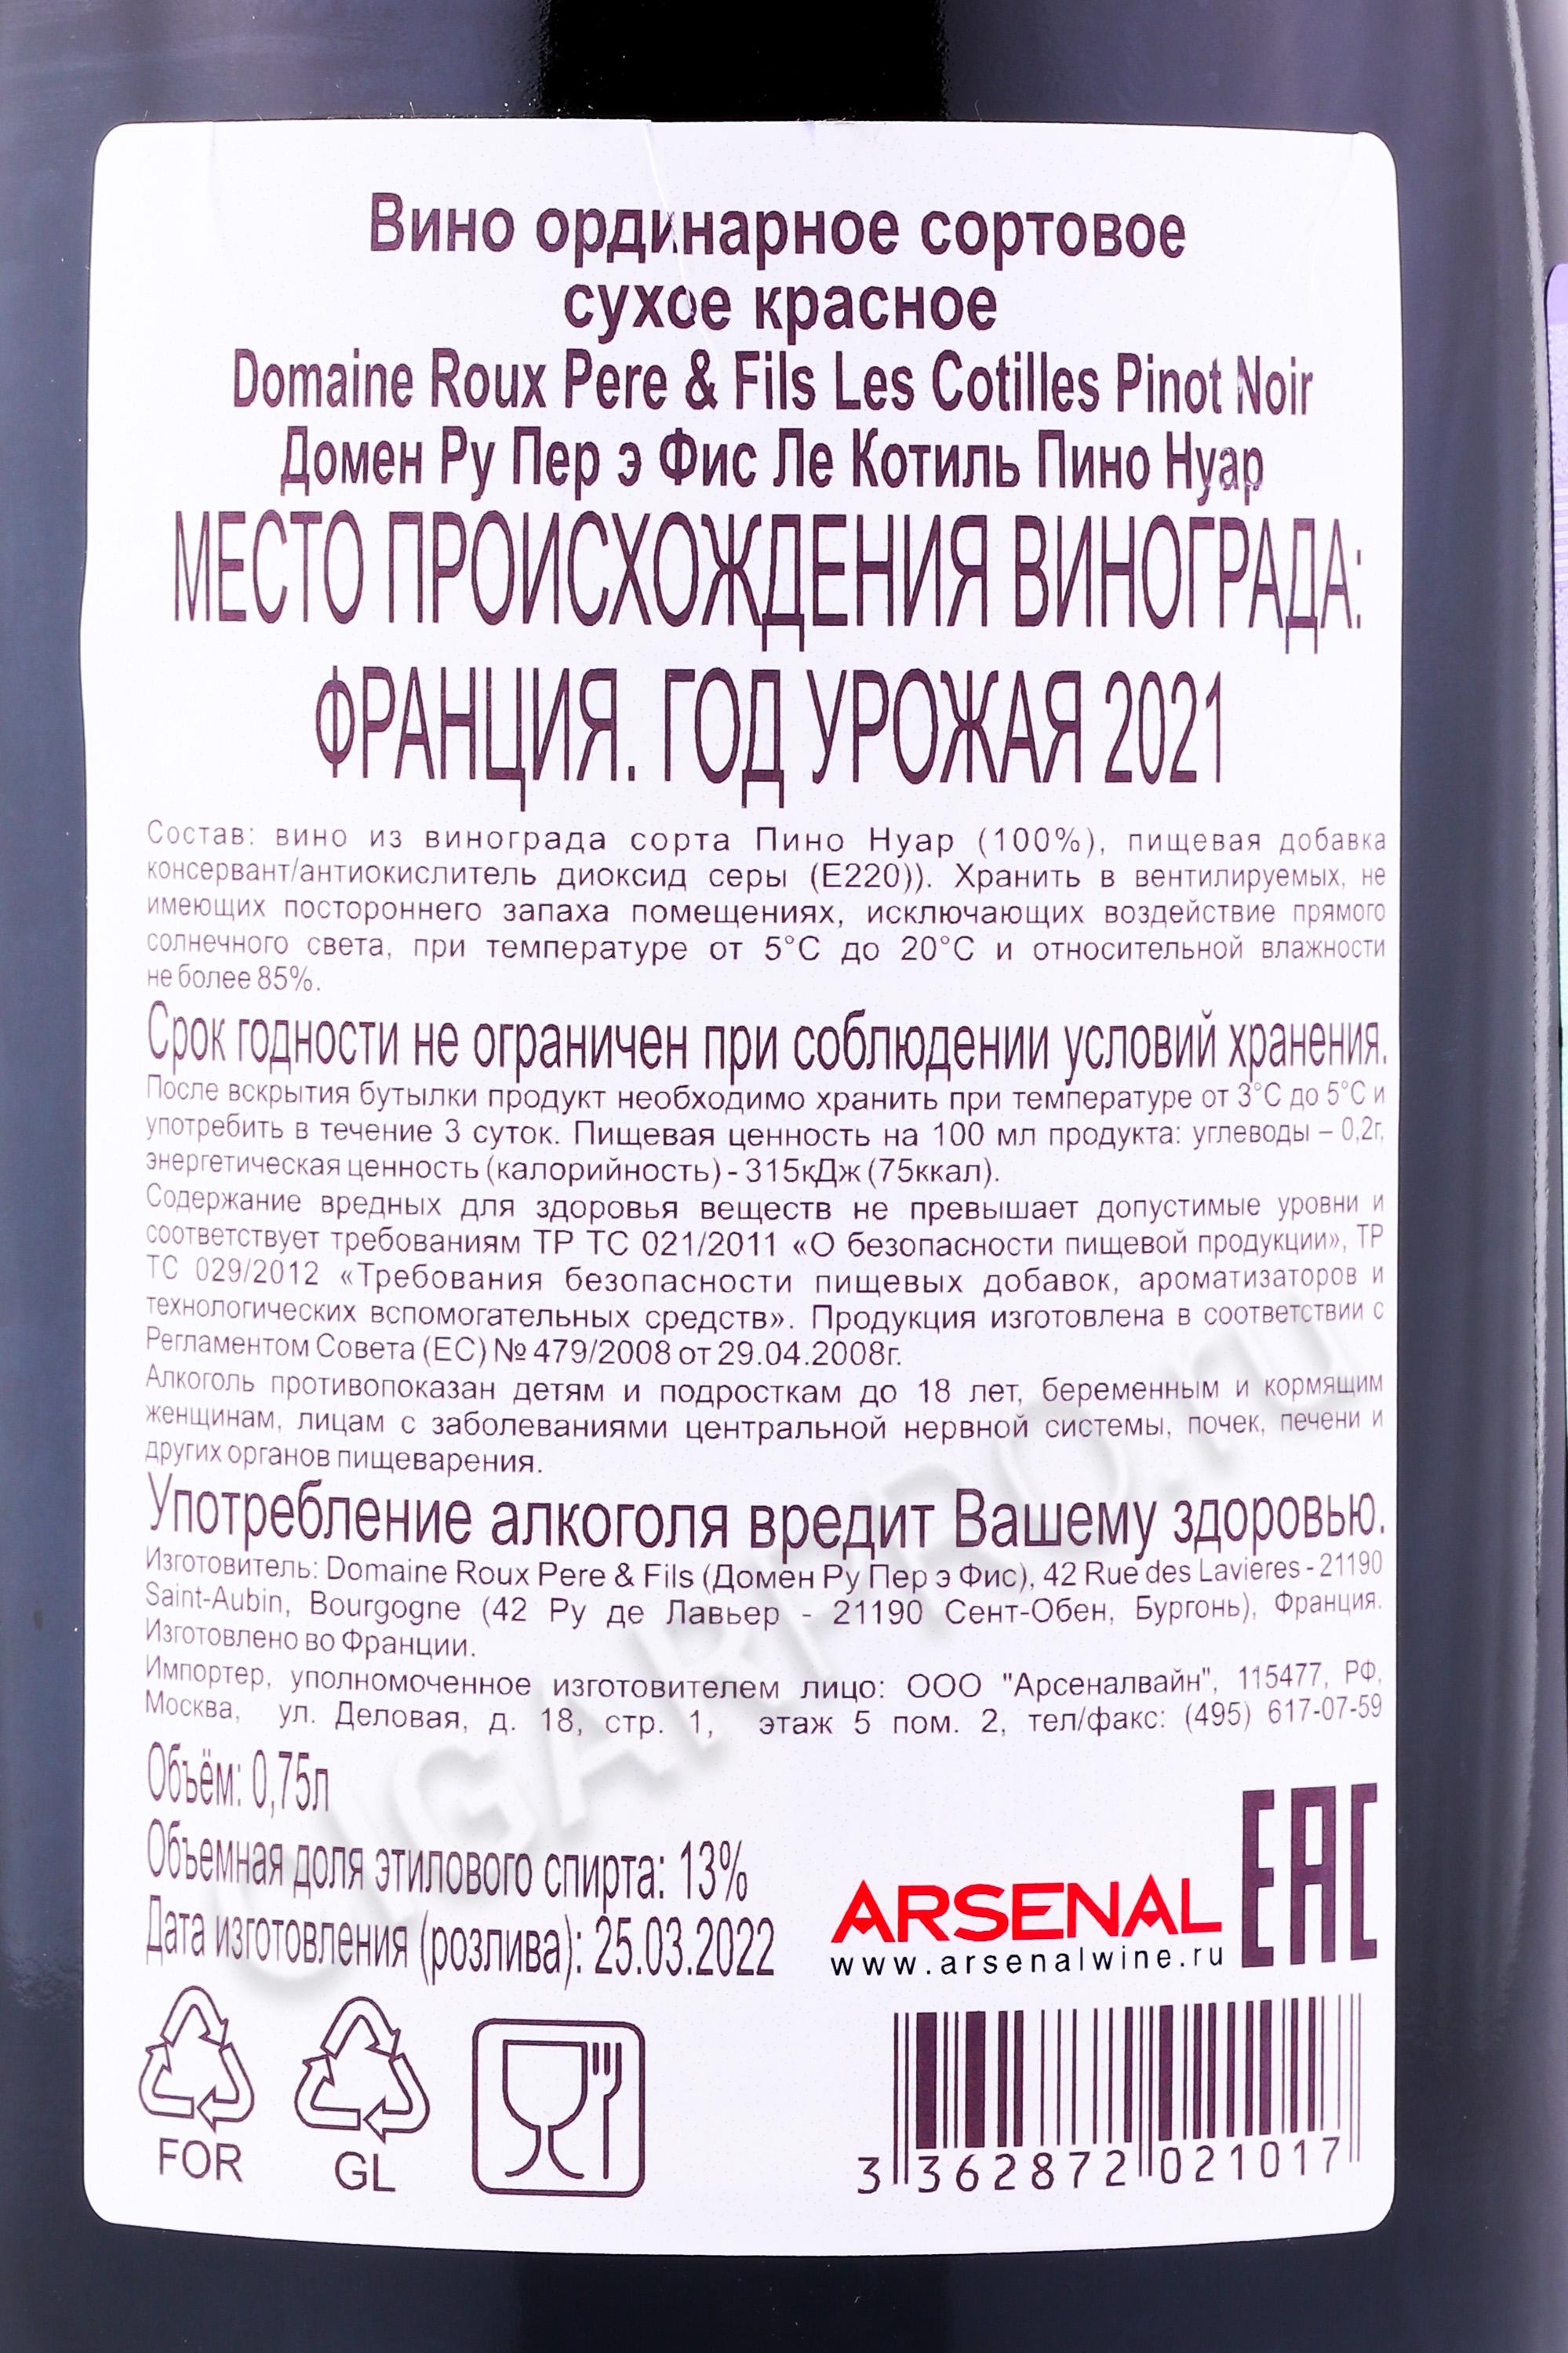 Вино ординарное сортовое
сухое красное
Domaine Roux Pere & Fils Les Cotilles Pinot Noir
Домен Ру Пер э Фис Ле Котиль Пино Нуар
МЕСТО ПРОИСХОЖДЕНИЯ ВИНОГРАДА:
ФРАНЦИЯ. ГОД УРОЖАЯ 2021
Состав: вино из винограда сорта Пино Нуар (100%), пищевая добавка
консервант/антиокислитель диоксид серы (Е220)). Хранить в вентилируемых, не
имеющих постороннего запаха помещениях, исключающих воздействие прямого
солнечного света, при температуре от 5°С до 20°С и относительной влажности
не более 85%.
Срок годности не ограничен при соблюдении условий хранения.
После вскрытия бутылки продукт необходимо хранить при температуре от 3°С до 5°С и
употребить в течение 3 суток. Пищевая ценность на 100 мл продукта: углеводы – 0,2г,
энергетическая ценность (калорийность) - 315кДж (75ккал).
Содержание вредных для здоровья веществ не превышает допустимые уровни и
соответствует требованиям ТР ТС 021/2011 «О безопасности пищевой продукции», ТР
ТС 029/2012 «Требования безопасности пищевых добавок, ароматизаторов и
технологических вспомогательных средств». Продукция изготовлена в соответствии с
Регламентом Совета (ЕС) № 479/2008 от 29.04.2008г.
Алкоголь противопоказан детям и подросткам до 18 лет, беременным и кормящим
женщинам, лицам с заболеваниями центральной нервной системы, почек, печени и
других органов пищеварения.
Употребление алкоголя вредит Вашему здоровью.
Изготовитель: Domaine Roux Pere & Fils (Домен Ру Пер э Фис), 42 Rue des Lavieres - 21190
Saint-Aubin, Bourgogne (42 Ру де Лавьер - 21190 Сент-Обен, Бургонь), Франция.
Изготовлено во Франции.
Импортер, уполномоченное изготовителем лицо: ООО "Арсеналвайн", 115477, РФ,
Москва, ул. Деловая, д. 18, стр. 1, этаж 5 пом. 2, тел/факс: (495) 617-07-59
Объём: 0,75л
Объемная доля этилового спирта: 13%
Дата изготовления (розлива): 25.03.2022
ARSENAL
www.arsenalwine.ru
EAC
FOR
GL
3 362872 021017
CIGARPRO.ru